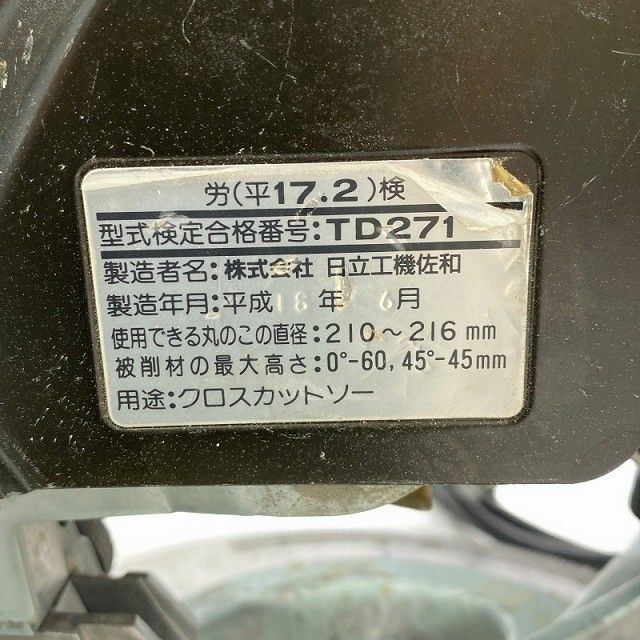 労(平17.2)検
型式検定合格番号:TD271
製造者名:株式会社 日立工機佐和
製造年月:平成18年 6月
使用できる丸のこの直径:210～216mm
被削材の最大高さ:0°-60,45°-45mm
用途:クロスカットソー